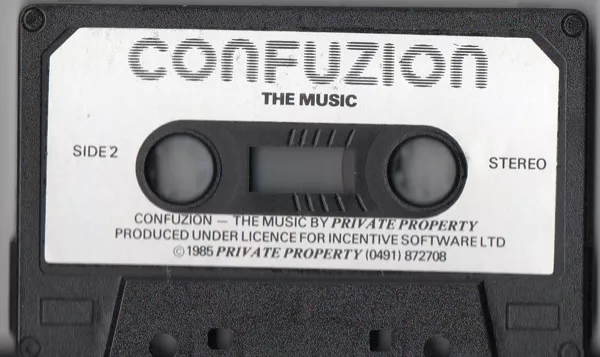 CONFUZION
THE MUSIC
SIDE 2
STEREO
CONFUZION — THE MUSIC BY PRIVATE PROPERTY
PRODUCED UNDER LICENCE FOR INCENTIVE SOFTWARE LTD
© 1985 PRIVATE PROPERTY (0491) 872708